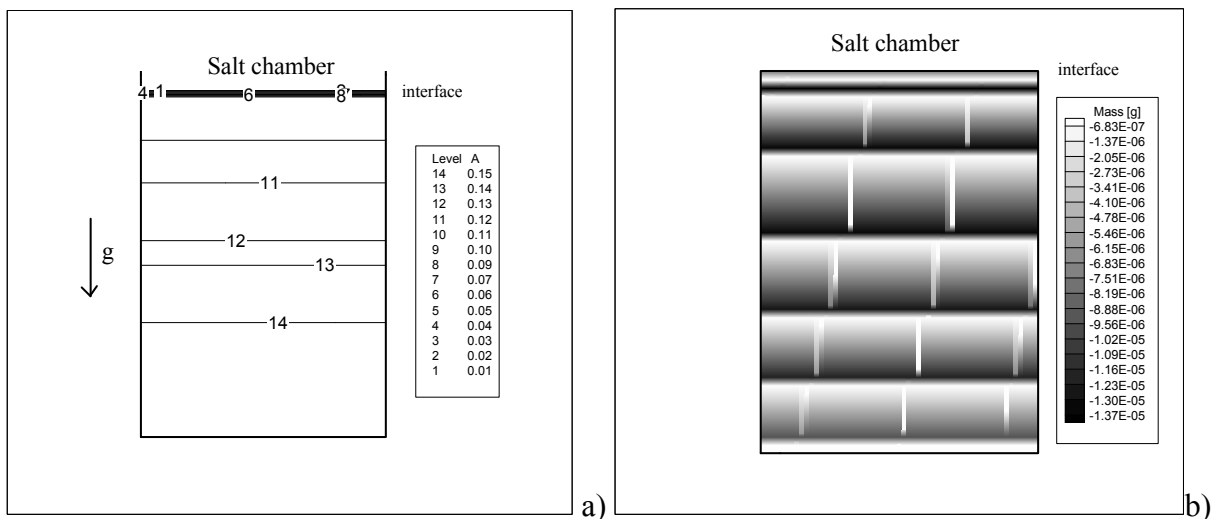 Salt chamber
4 1 6 8
interface
11
12
13
14
g
Level A
14 0.15
13 0.14
12 0.13
11 0.12
10 0.11
9 0.10
8 0.09
7 0.07
6 0.06
5 0.05
4 0.04
3 0.03
2 0.02
1 0.01
a)
Salt chamber
interface
Mass [g]
-6.83E-07
-1.37E-06
-2.05E-06
-2.73E-06
-3.41E-06
-4.10E-06
-4.78E-06
-5.46E-06
-6.15E-06
-6.83E-06
-7.51E-06
-8.19E-06
-8.88E-06
-9.56E-06
-1.02E-05
-1.09E-05
-1.16E-05
-1.23E-05
-1.30E-05
-1.37E-05
b)